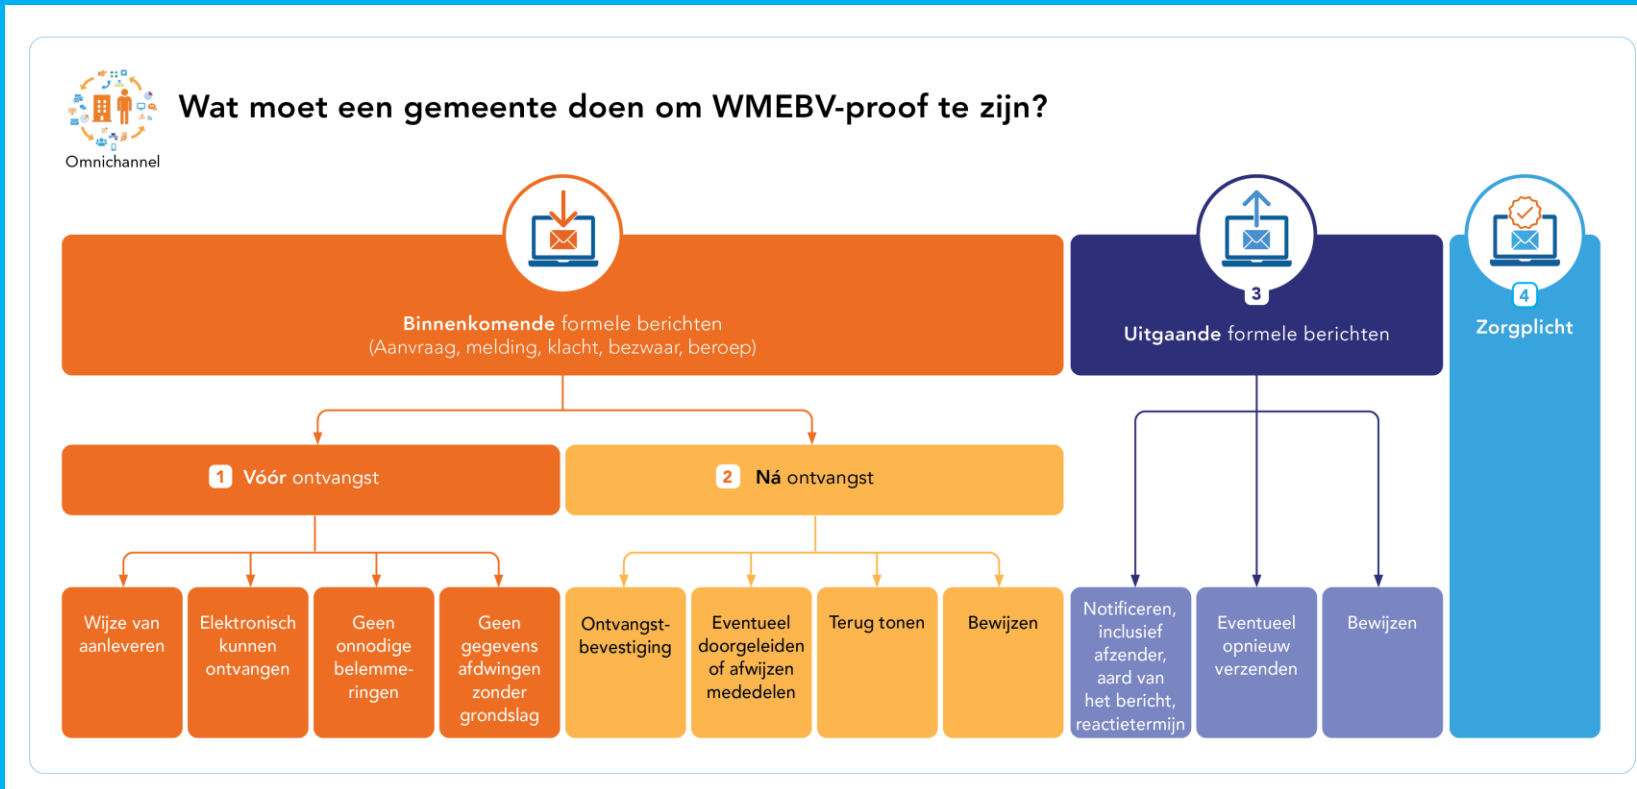 Wat moet een gemeente doen om WMEBV-proof te zijn?
Omnichannel
Binnenkomende formele berichten
(Aanvraag, melding, klacht, bezwaar, beroep)
3
Uitgaande formele berichten
4
Zorgplicht
1 Vóór ontvangst
2 Ná ontvangst
Wijze van
aanleveren
Elektronisch
kunnen
ontvangen
Geen
onnodige
belemme-
ringen
Geen
gegevens
afdwingen
zonder
grondslag
Ontvangst-
bevestiging
Eventueel
doorgeleiden
of afwijzen
mededelen
Terug tonen
Bewijzen
Notificeren,
inclusief
afzender,
aard van
het bericht,
reactietermijn
Eventueel
opnieuw
verzenden
Bewijzen